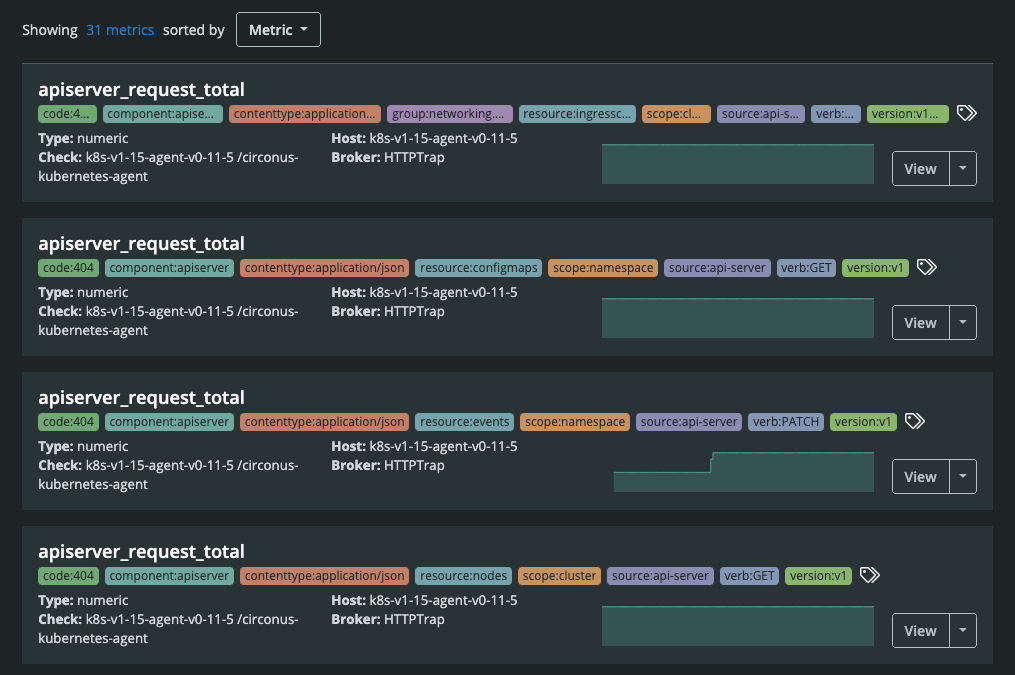 Showing 31 metrics sorted by Metric
apiserver_request_total
code:4... component:apise... contenttype:application... group:networking.... resource:ingressc... scope:cl... source:api-s... verb:... version:v1...
Type: numeric Host: k8s-v1-15-agent-v0-11-5
Check: k8s-v1-15-agent-v0-11-5 /circonus- Broker: HTTPTrap
kubernetes-agent
View
apiserver_request_total
code:404 component:apiserver contenttype:application/json resource:configmaps scope:namespace source:api-server verb:GET version:v1
Type: numeric Host: k8s-v1-15-agent-v0-11-5
Check: k8s-v1-15-agent-v0-11-5 /circonus- Broker: HTTPTrap
kubernetes-agent
View
apiserver_request_total
code:404 component:apiserver contenttype:application/json resource:events scope:namespace source:api-server verb:PATCH version:v1
Type: numeric Host: k8s-v1-15-agent-v0-11-5
Check: k8s-v1-15-agent-v0-11-5 /circonus- Broker: HTTPTrap
kubernetes-agent
View
apiserver_request_total
code:404 component:apiserver contenttype:application/json resource:nodes scope:cluster source:api-server verb:GET version:v1
Type: numeric Host: k8s-v1-15-agent-v0-11-5
Check: k8s-v1-15-agent-v0-11-5 /circonus- Broker: HTTPTrap
kubernetes-agent
View